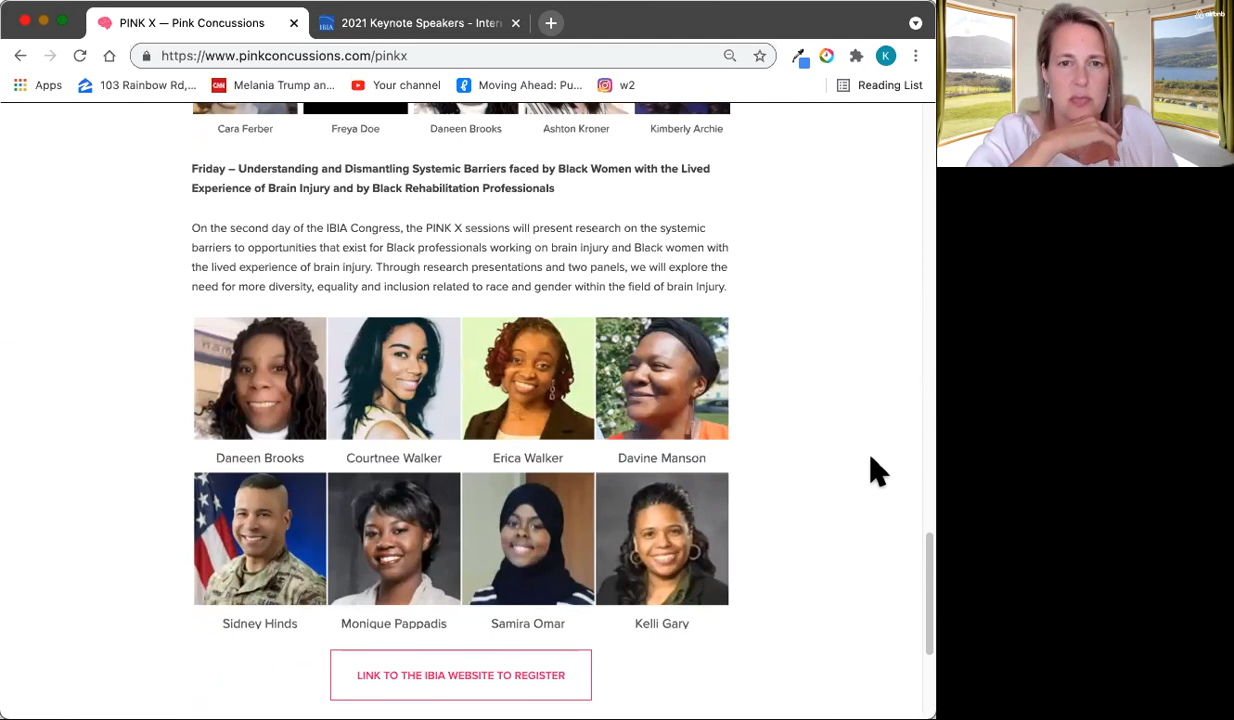 PINK X — Pink Concussions
2021 Keynote Speakers - Inter
https://www.pinkconcussions.com/pinkx
K
Apps
103 Rainbow Rd,...
CNN
Melania Trump an...
Your channel
Moving Ahead: Pu...
w2
Reading List
airbnb
Cara Ferber
Freya Doe
Daneen Brooks
Ashton Kroner
Kimberly Archie
Friday – Understanding and Dismantling Systemic Barriers faced by Black Women with the Lived
Experience of Brain Injury and by Black Rehabilitation Professionals
On the second day of the IBIA Congress, the PINK X sessions will present research on the systemic
barriers to opportunities that exist for Black professionals working on brain injury and Black women with
the lived experience of brain injury. Through research presentations and two panels, we will explore the
need for more diversity, equality and inclusion related to race and gender within the field of brain Injury.
Daneen Brooks
Courtnee Walker
Erica Walker
Davine Manson
Sidney Hinds
Monique Pappadis
Samira Omar
Kelli Gary
LINK TO THE IBIA WEBSITE TO REGISTER